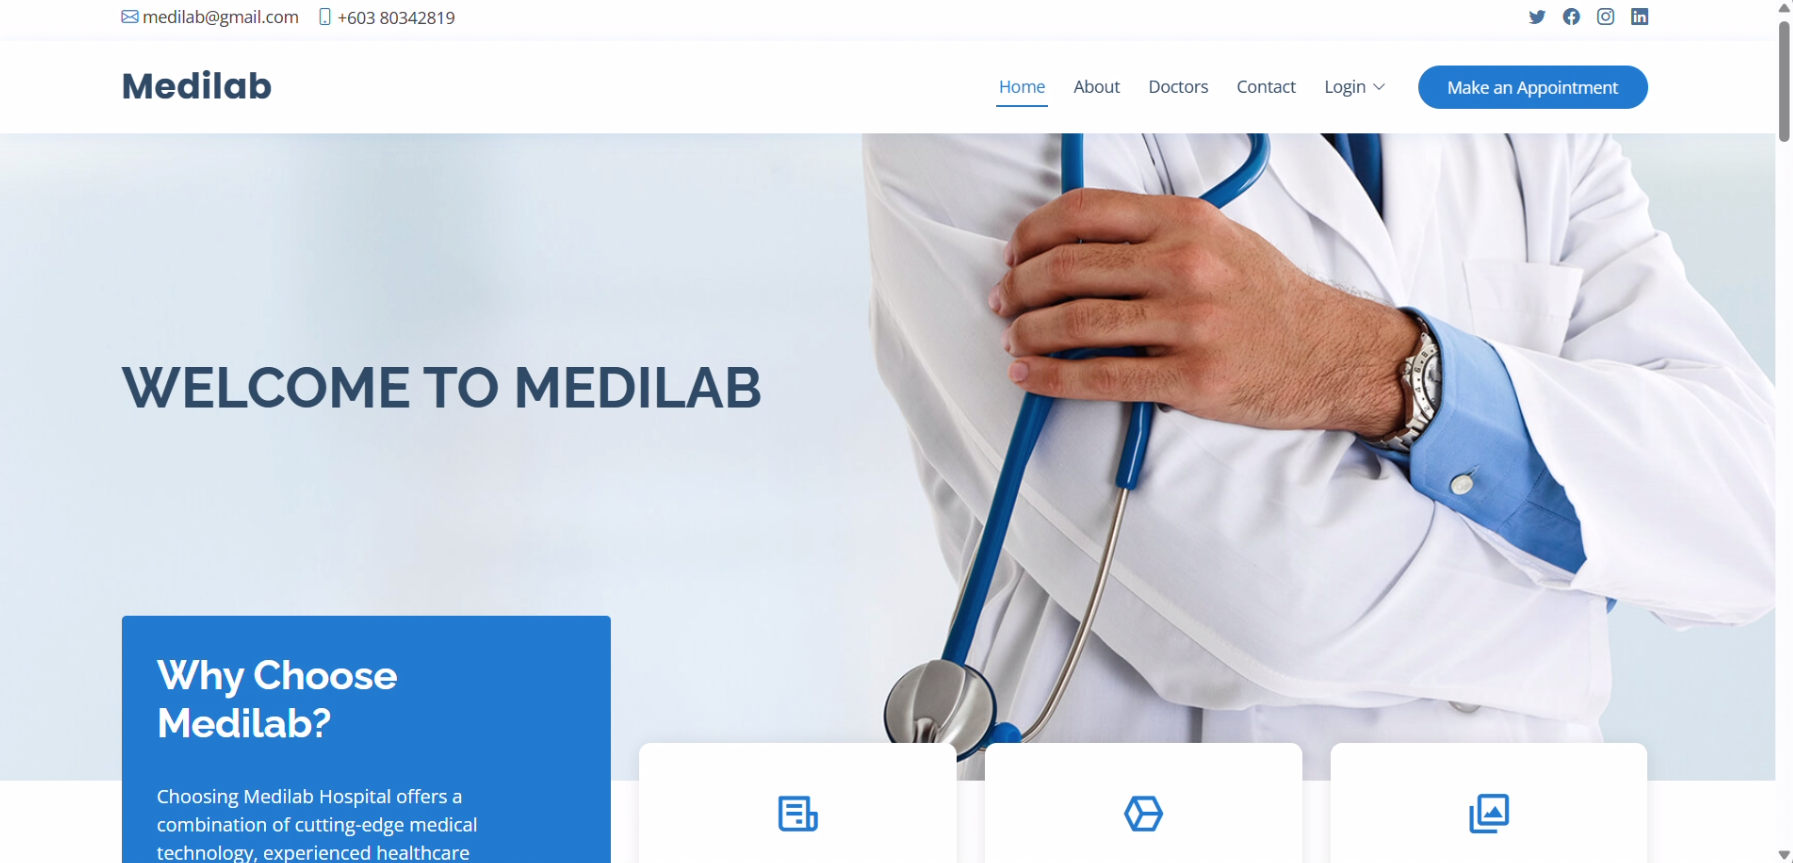 medilab@gmail.com +603 80342819
Medilab
Home About Doctors Contact Login Make an Appointment
WELCOME TO MEDILAB
Why Choose
Medilab?
Choosing Medilab Hospital offers a
combination of cutting-edge medical
technology, experienced healthcare